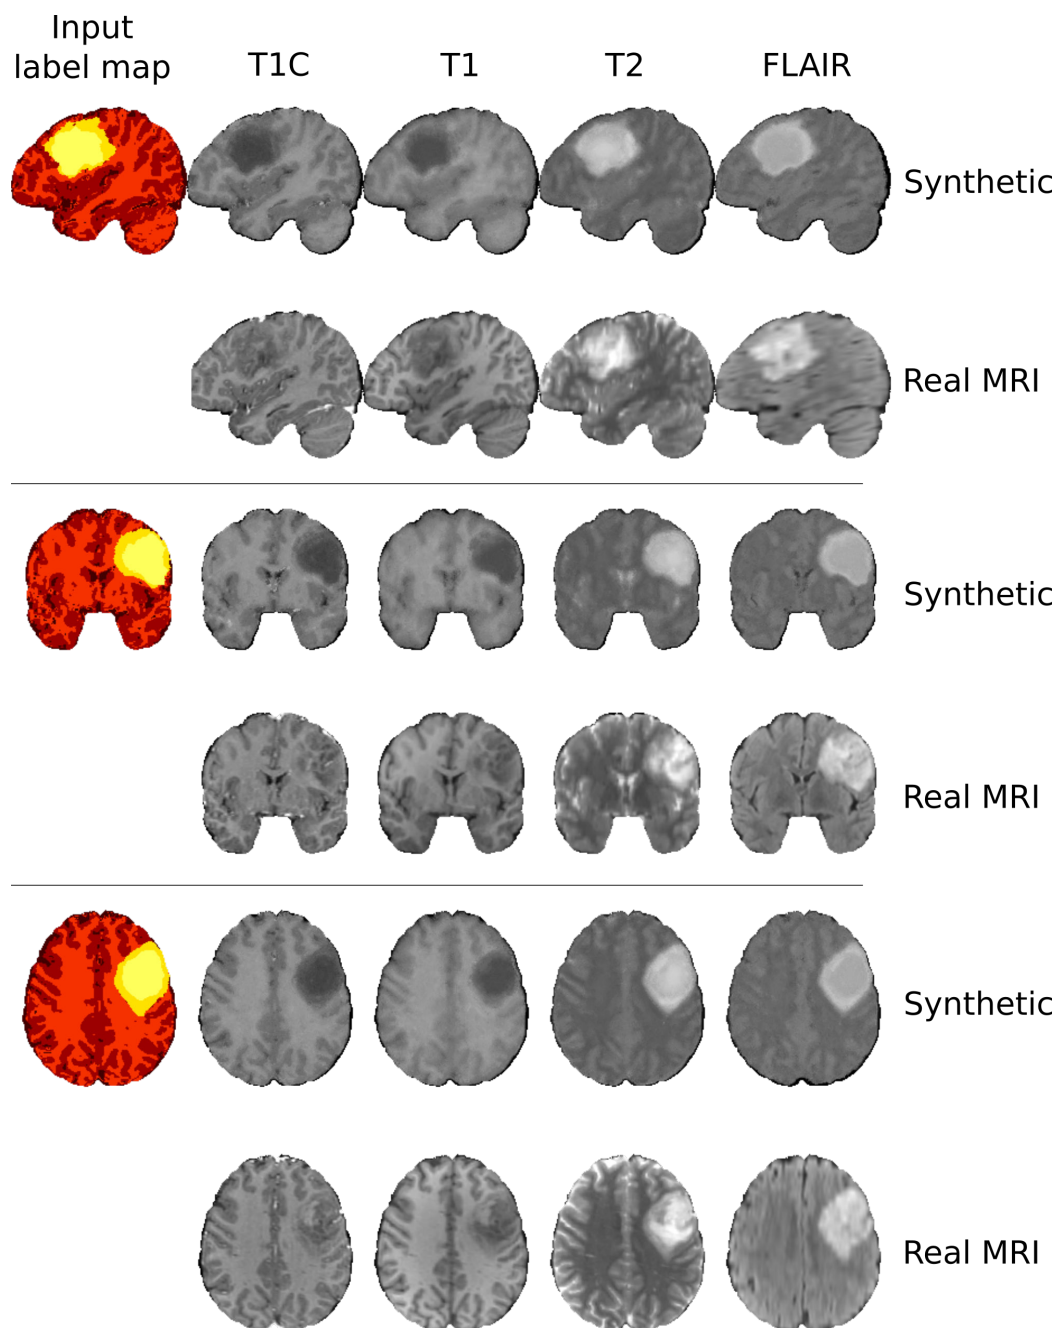 Input
label map
T1C
T1
T2
FLAIR
Synthetic
Real MRI
Synthetic
Real MRI
Synthetic
Real MRI